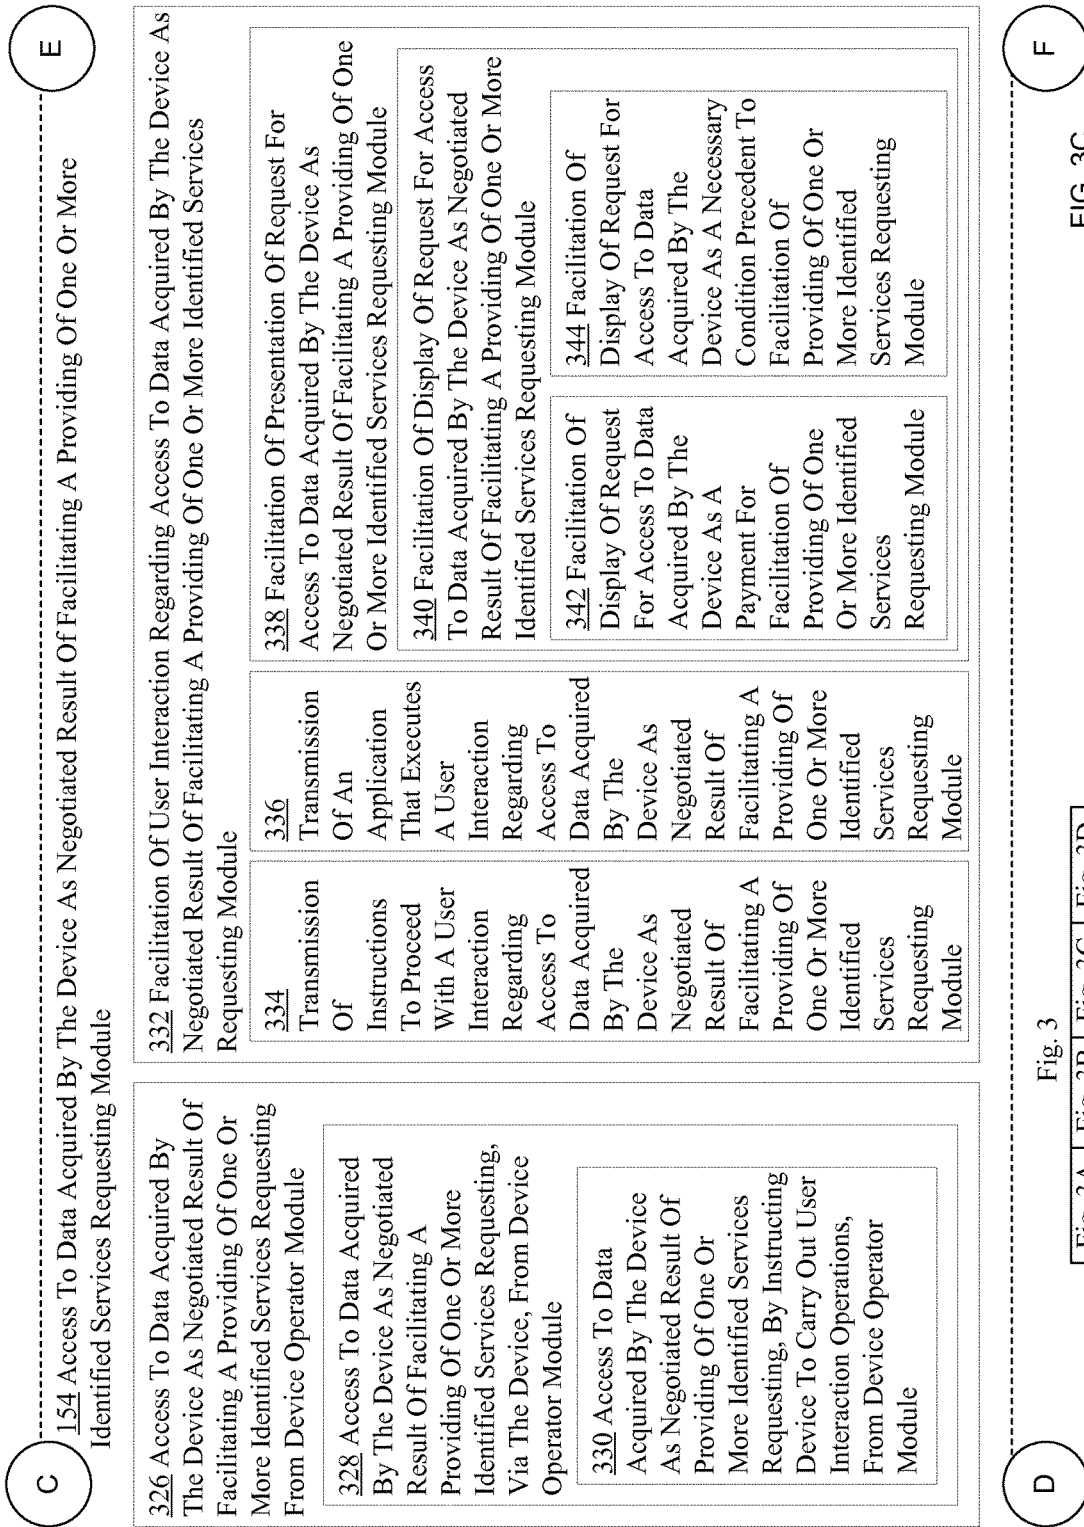 C
E
154 Access To Data Acquired By The Device As Negotiated Result Of Facilitating A Providing Of One Or More
Identified Services Requesting Module
326 Access To Data Acquired By
The Device As Negotiated Result Of
Facilitating A Providing Of One Or
More Identified Services Requesting
From Device Operator Module
328 Access To Data Acquired
By The Device As Negotiated
Result Of Facilitating A
Providing Of One Or More
Identified Services Requesting,
Via The Device, From Device
Operator Module
330 Access To Data
Acquired By The Device
As Negotiated Result Of
Providing Of One Or
More Identified Services
Requesting, By Instructing
Device To Carry Out User
Interaction Operations,
From Device Operator
Module
332 Facilitation Of User Interaction Regarding Access To Data Acquired By The Device As
Negotiated Result Of Facilitating A Providing Of One Or More Identified Services
Requesting Module
334
Transmission
Of
Instructions
To Proceed
With A User
Interaction
Regarding
Access To
Data Acquired
By The
Device As
Negotiated
Result Of
Facilitating A
Providing Of
One Or More
Identified
Services
Requesting
Module
336
Transmission
Of An
Application
That Executes
A User
Interaction
Regarding
Access To
Data Acquired
By The
Device As
Negotiated
Result Of
Facilitating A
Providing Of
One Or More
Identified
Services
Requesting
Module
338 Facilitation Of Presentation Of Request For
Access To Data Acquired By The Device As
Negotiated Result Of Facilitating A Providing Of One
Or More Identified Services Requesting Module
340 Facilitation Of Display Of Request For Access
To Data Acquired By The Device As Negotiated
Result Of Facilitating A Providing Of One Or More
Identified Services Requesting Module
342 Facilitation Of
Display Of Request
For Access To Data
Acquired By The
Device As A
Payment For
Facilitation Of
Providing Of One
Or More Identified
Services
Requesting Module
344 Facilitation Of
Display Of Request For
Access To Data
Acquired By The
Device As A Necessary
Condition Precedent To
Facilitation Of
Providing Of One Or
More Identified
Services Requesting
Module
D
F
Fig. 3
Fig. 3A Fig. 3B Fig. 3C Fig. 3D
FIG. 3C